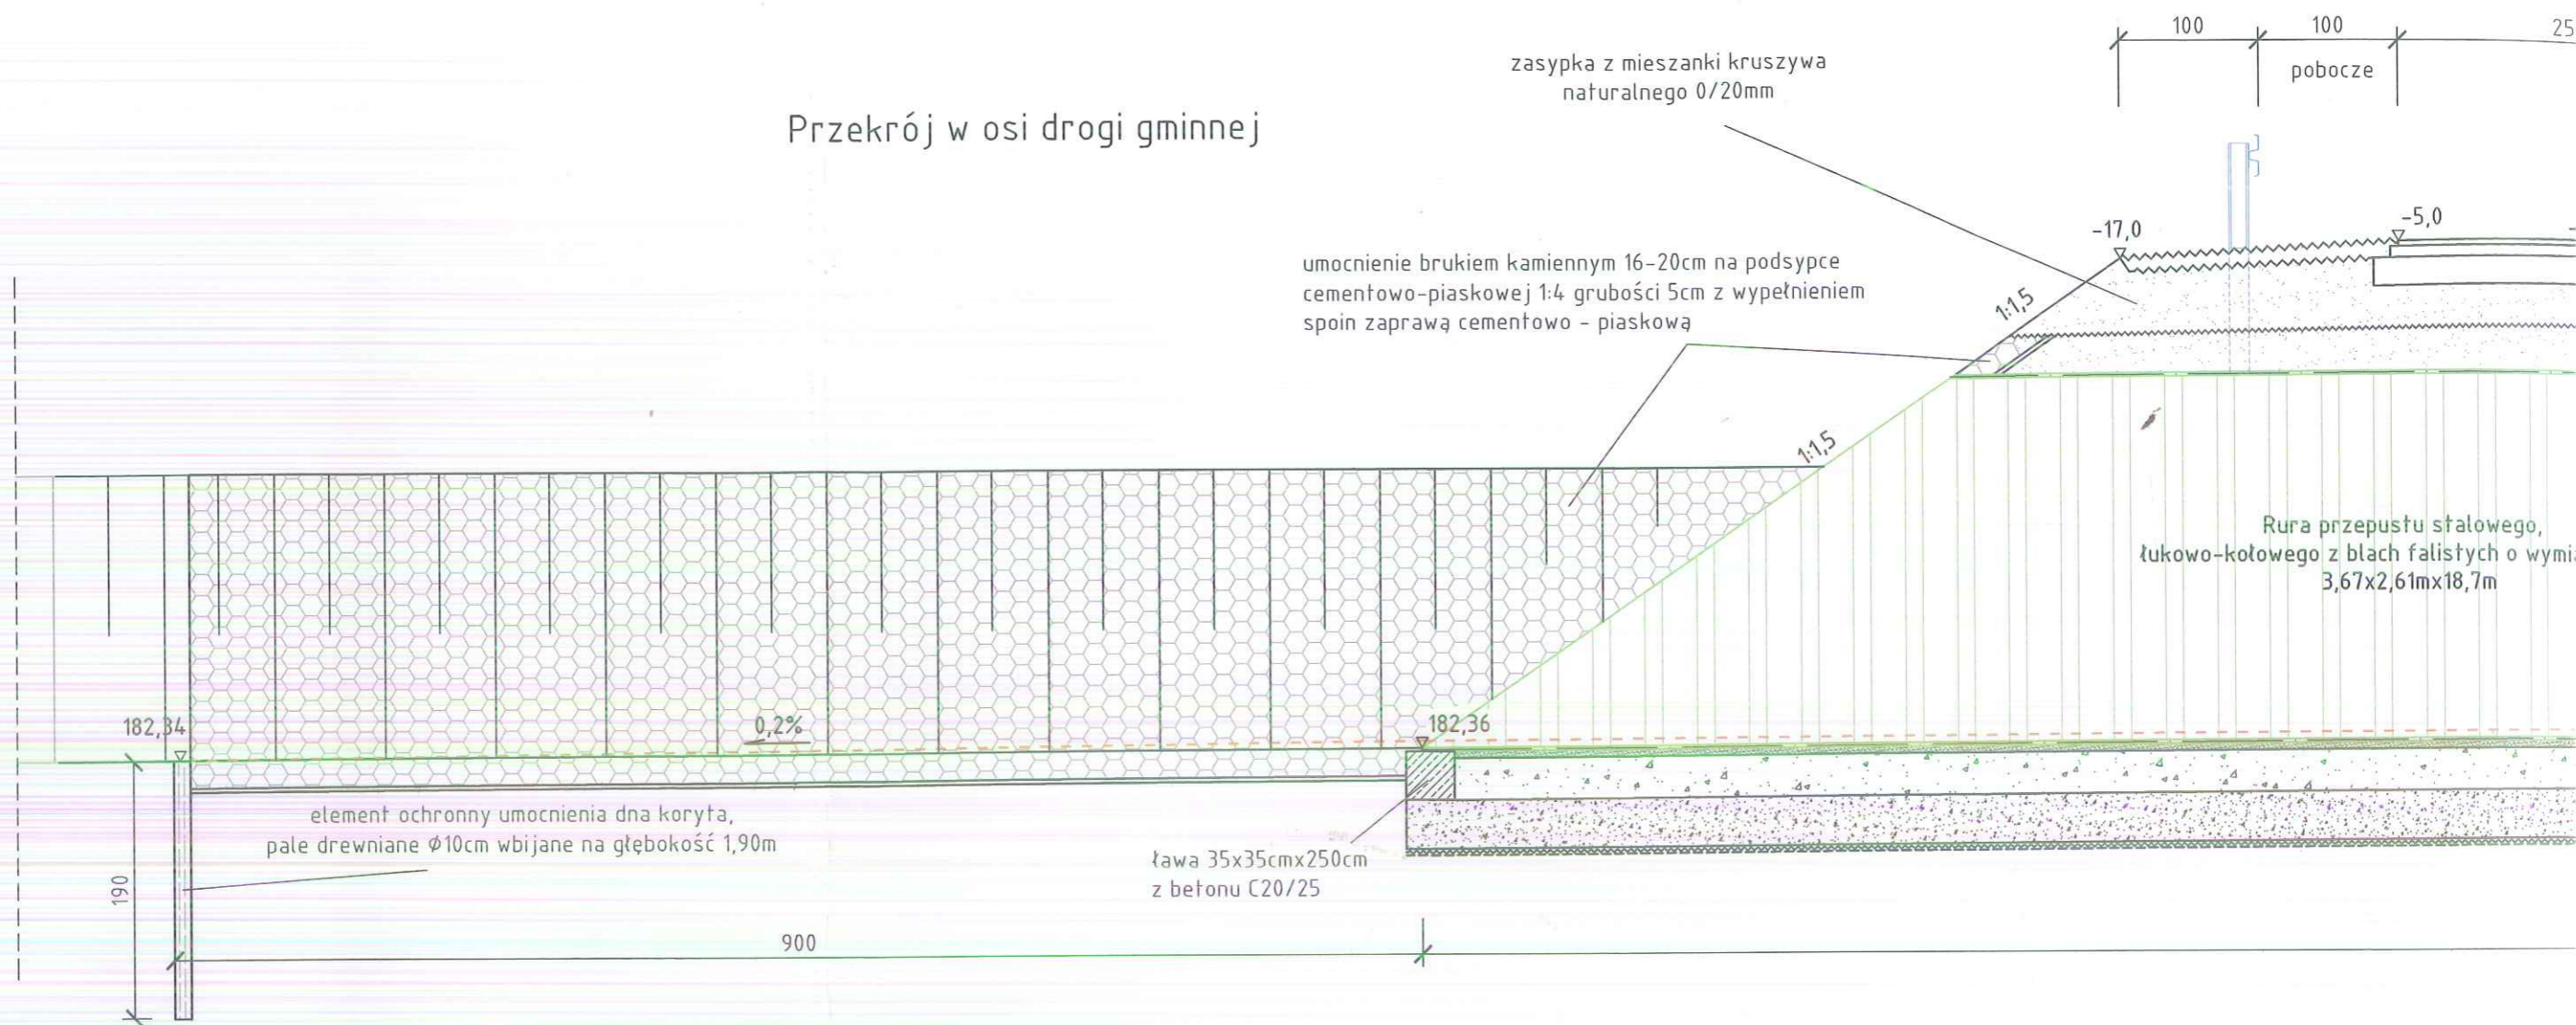 100
100
25
zasypka z mieszanki kruszywa
naturalnego 0/20mm
pobocze
Przekrój w osi drogi gminnej
-17,0
-5,0
umocnienie brukiem kamiennym 16-20cm na podsypce
cementowo-piaskowej 1:4 grubości 5cm z wypełnieniem
spoin zaprawą cementowo - piaskową
1:1,5
1:1,5
Rura przepustu stalowego,
łukowo-kołowego z blach falistych o wymia
3,67x2,61mx18,7m
182,34
0,2%
182,36
element ochronny umocnienia dna koryta,
pale drewniane Φ10cm wbijane na głębokość 1,90m
ława 35x35cmx250cm
z betonu C20/25
190
900